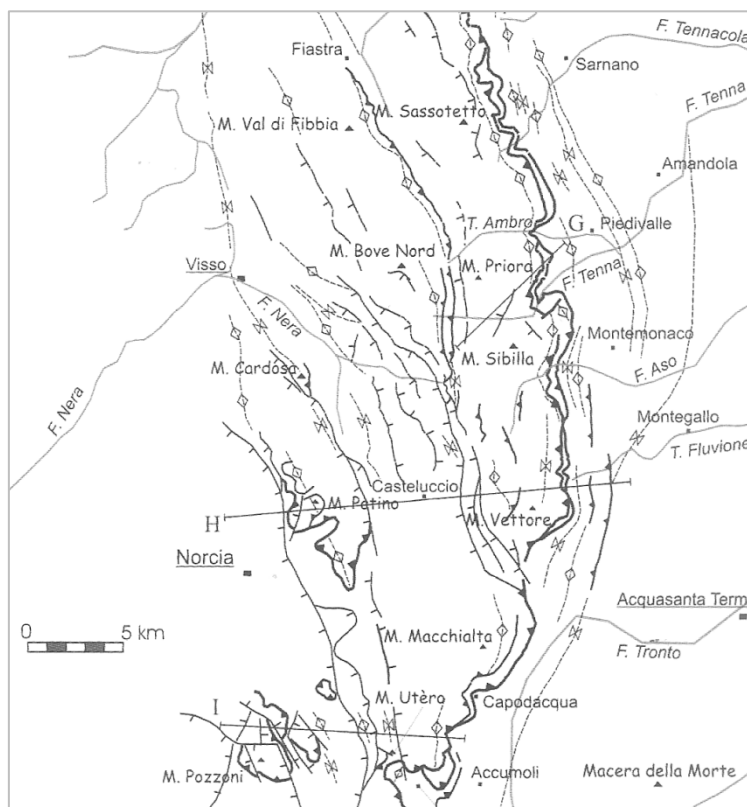 F. Tennacola
Fiastra
Sarnano
F. Tenna
M. Sassotetto
M. Val di Fibbia
Amandola
T. Ambro
G
Piedivalle
M. Bove Nord
Visso
M. Priora
F. Tenna
F. Nera
Montemonaco
M. Sibilla
F. Aso
M. Cardosa
F. Nera
Montegallo
T. Fluvione
Casteluccio
M. Patino
H
M. Vettore
Norcia
Acquasanta Term
0 5 km
F. Tronto
M. Macchialta
M. Utèro
I
Capodacqua
M. Pozzoni
Accumoli
Macera della Morte